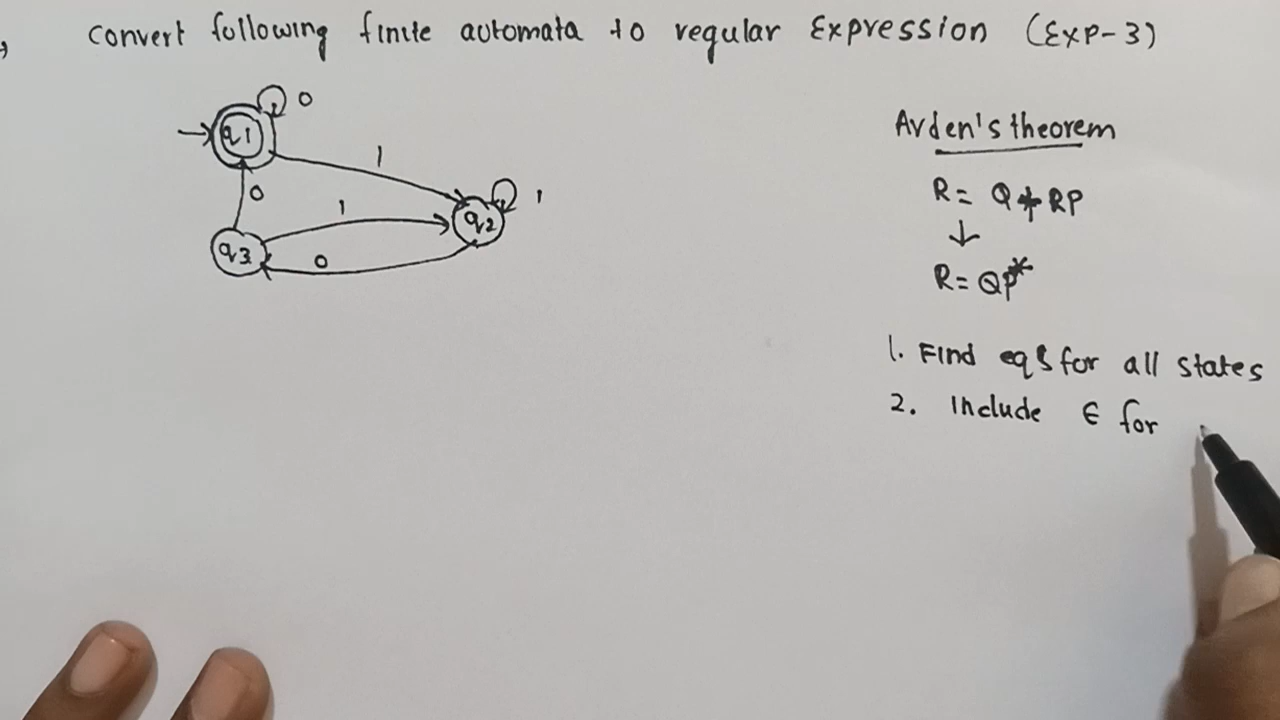 convert following finite automata to regular Expression (Exp-3)
0
q1
1
0
1
q2
1
q3
0
Arden's theorem
R= Q+RP
↓
R= QP*
1. Find eqs for all states
2. Include ϵ for